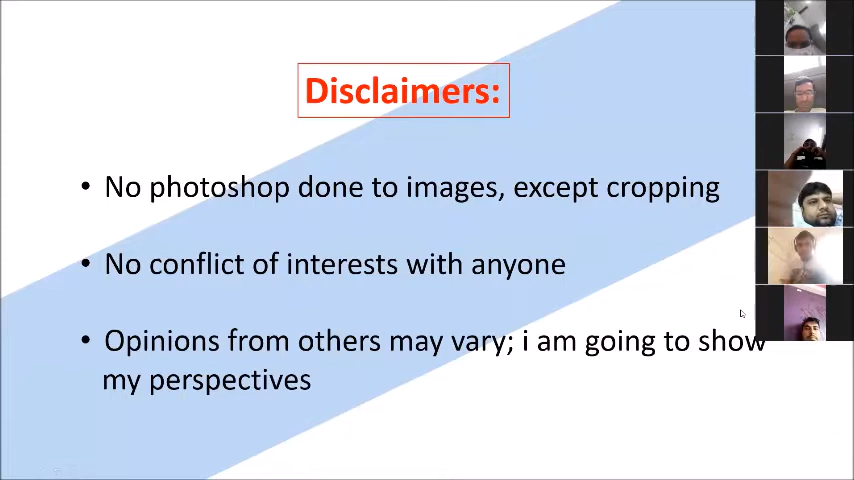 Disclaimers:
• No photoshop done to images, except cropping
• No conflict of interests with anyone
• Opinions from others may vary; i am going to show
my perspectives